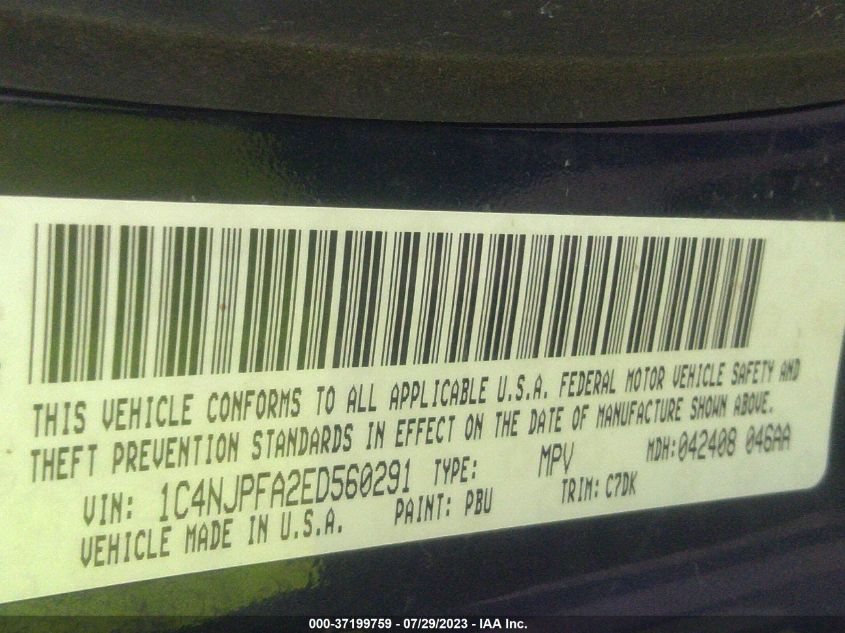 THIS VEHICLE CONFORMS TO ALL APPLICABLE U.S.A. FEDERAL MOTOR VEHICLE SAFETY AND
THEFT PREVENTION STANDARDS IN EFFECT ON THE DATE OF MANUFACTURE SHOWN ABOVE.
VIN: 1C4NJPFA2ED560291 TYPE: MPV MDH:042408 046AA
VEHICLE MADE IN U.S.A. PAINT: PBU TRIM: C7DK
000-37199759 - 07/29/2023 - IAA Inc.